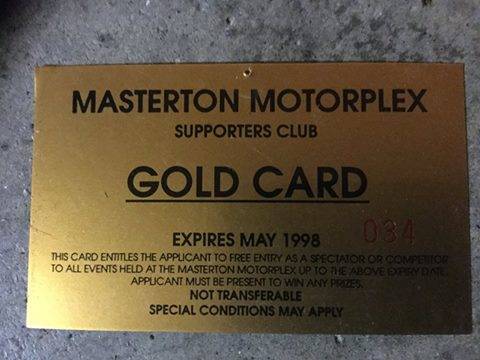 MASTERTON MOTORPLEX
SUPPORTERS CLUB
GOLD CARD
034
EXPIRES MAY 1998
THIS CARD ENTITLES THE APPLICANT TO FREE ENTRY AS A SPECTATOR OR COMPETITOR
TO ALL EVENTS HELD AT THE MASTERTON MOTORPLEX UP TO THE ABOVE EXPIRY DATE.
APPLICANT MUST BE PRESENT TO WIN ANY PRIZES.
NOT TRANSFERABLE
SPECIAL CONDITIONS MAY APPLY